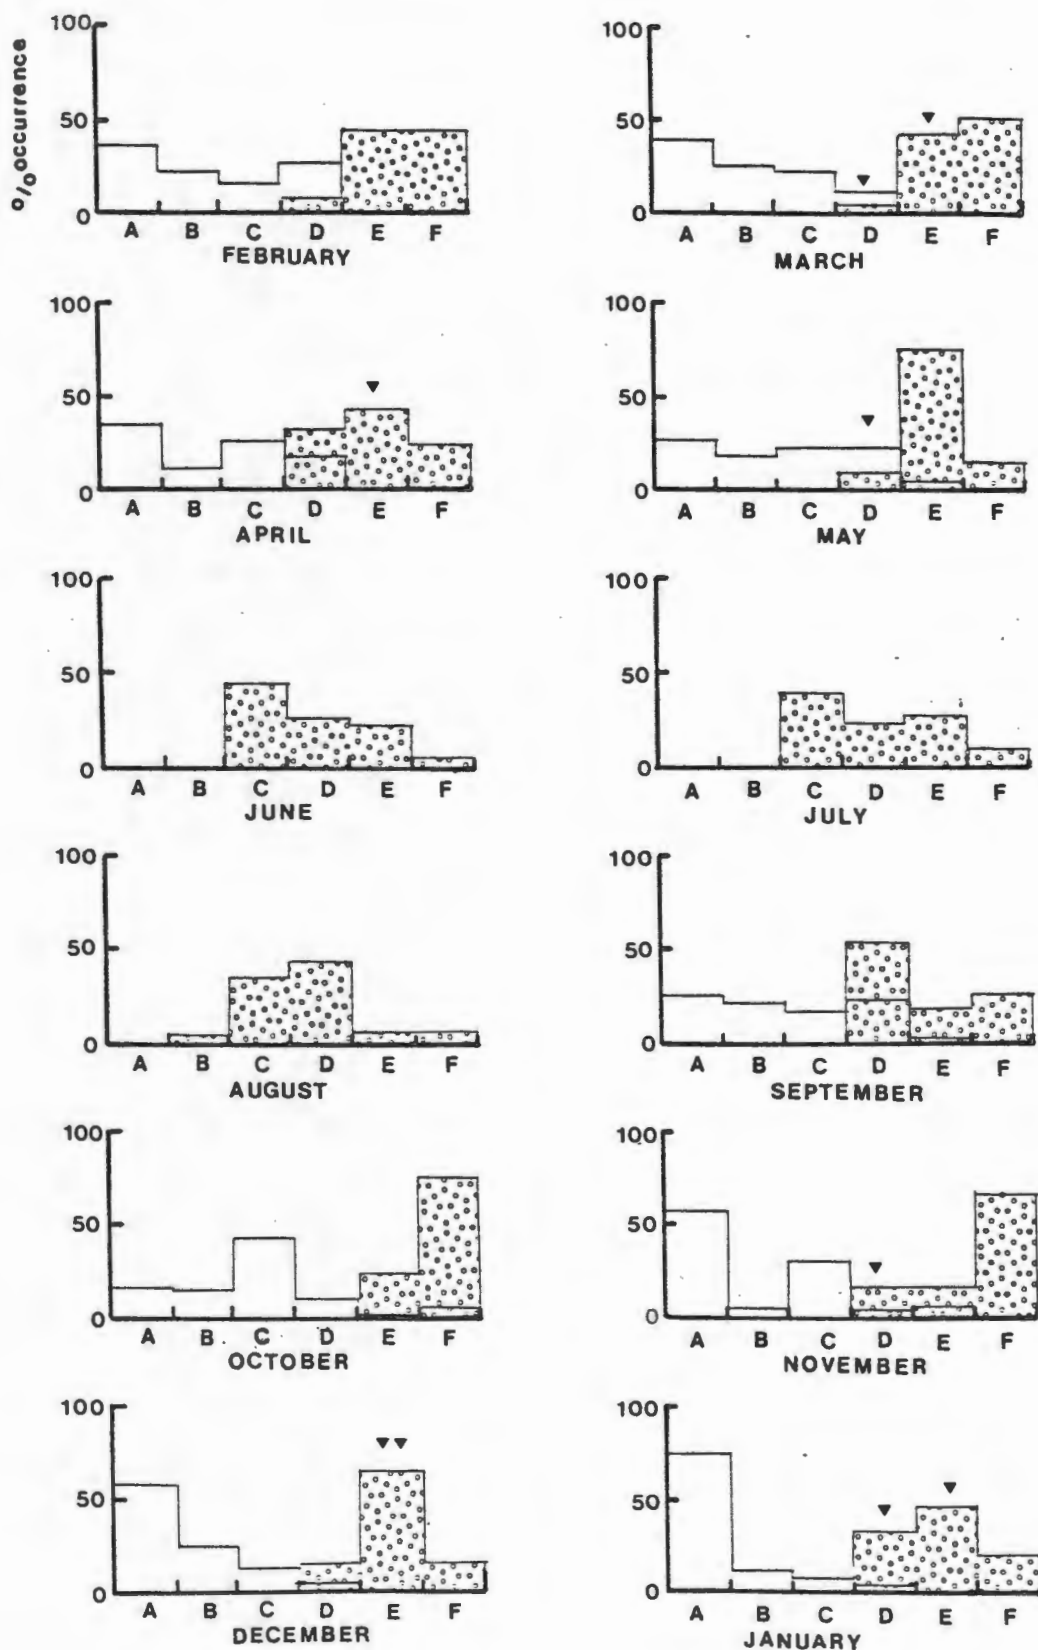 %occurrence
100
50
0
A B C D E F
FEBRUARY
100
50
0
A B C D E F
MARCH
100
50
0
A B C D E F
APRIL
100
50
0
A B C D E F
MAY
100
50
0
A B C D E F
JUNE
100
50
0
A B C D E F
JULY
100
50
0
A B C D E F
AUGUST
100
50
0
A B C D E F
SEPTEMBER
100
50
0
A B C D E F
OCTOBER
100
50
0
A B C D E F
NOVEMBER
100
50
0
A B C D E F
DECEMBER
100
50
0
A B C D E F
JANUARY